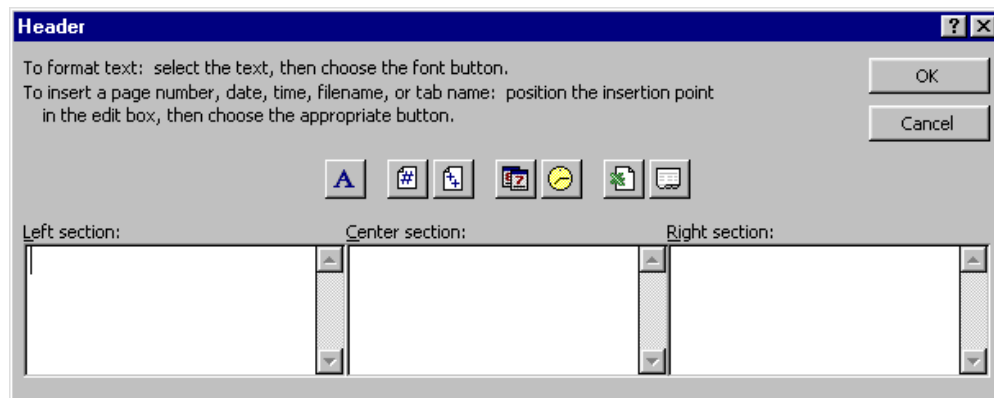 Header
To format text:  select the text, then choose the font button.
To insert a page number, date, time, filename, or tab name:  position the insertion point
in the edit box, then choose the appropriate button.
OK
Cancel
A
Left section:
Center section:
Right section: